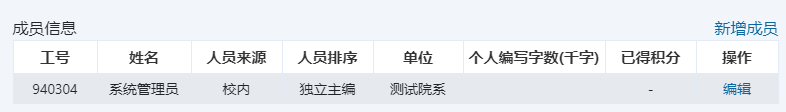 成员信息 新增成员
工号 姓名 人员来源 人员排序 单位 个人编写字数(千字) 已得积分 操作
940304 系统管理员 校内 独立主编 测试院系 - 编辑